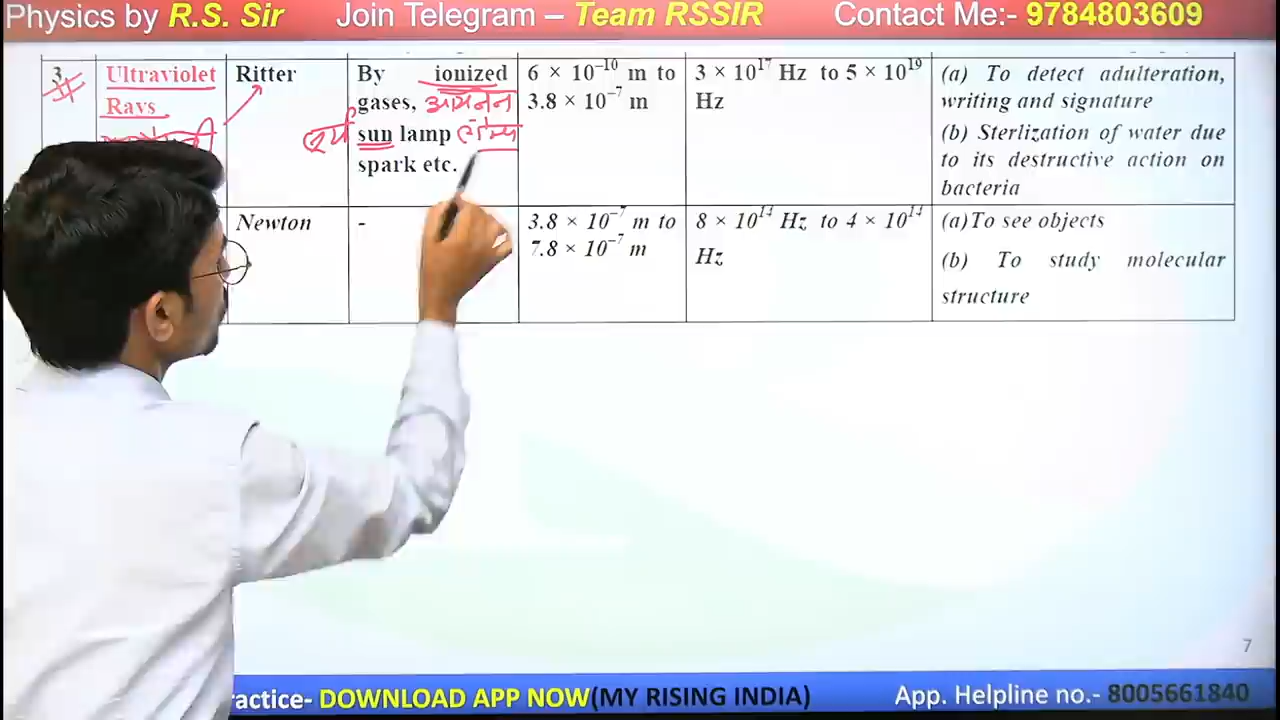 Physics by R.S. Sir Join Telegram – Team RSSIR Contact Me:- 9784803609
3.
Ultraviolet
Rays
Ritter
By ionized
gases, आयनन
सूर्य sun lamp
spark etc.
6 × 10⁻¹⁰ m to
3.8 × 10⁻⁷ m
3 × 10¹⁷ Hz to 5 × 10¹⁹
Hz
(a) To detect adulteration,
writing and signature
(b) Sterlization of water due
to its destructive action on
bacteria
Newton
-
3.8 × 10⁻⁷ m to
7.8 × 10⁻⁷ m
8 × 10¹⁴ Hz to 4 × 10¹⁴
Hz
(a)To see objects
(b) To study molecular
structure
7
ractice- DOWNLOAD APP NOW(MY RISING INDIA) App. Helpline no.- 8005661840